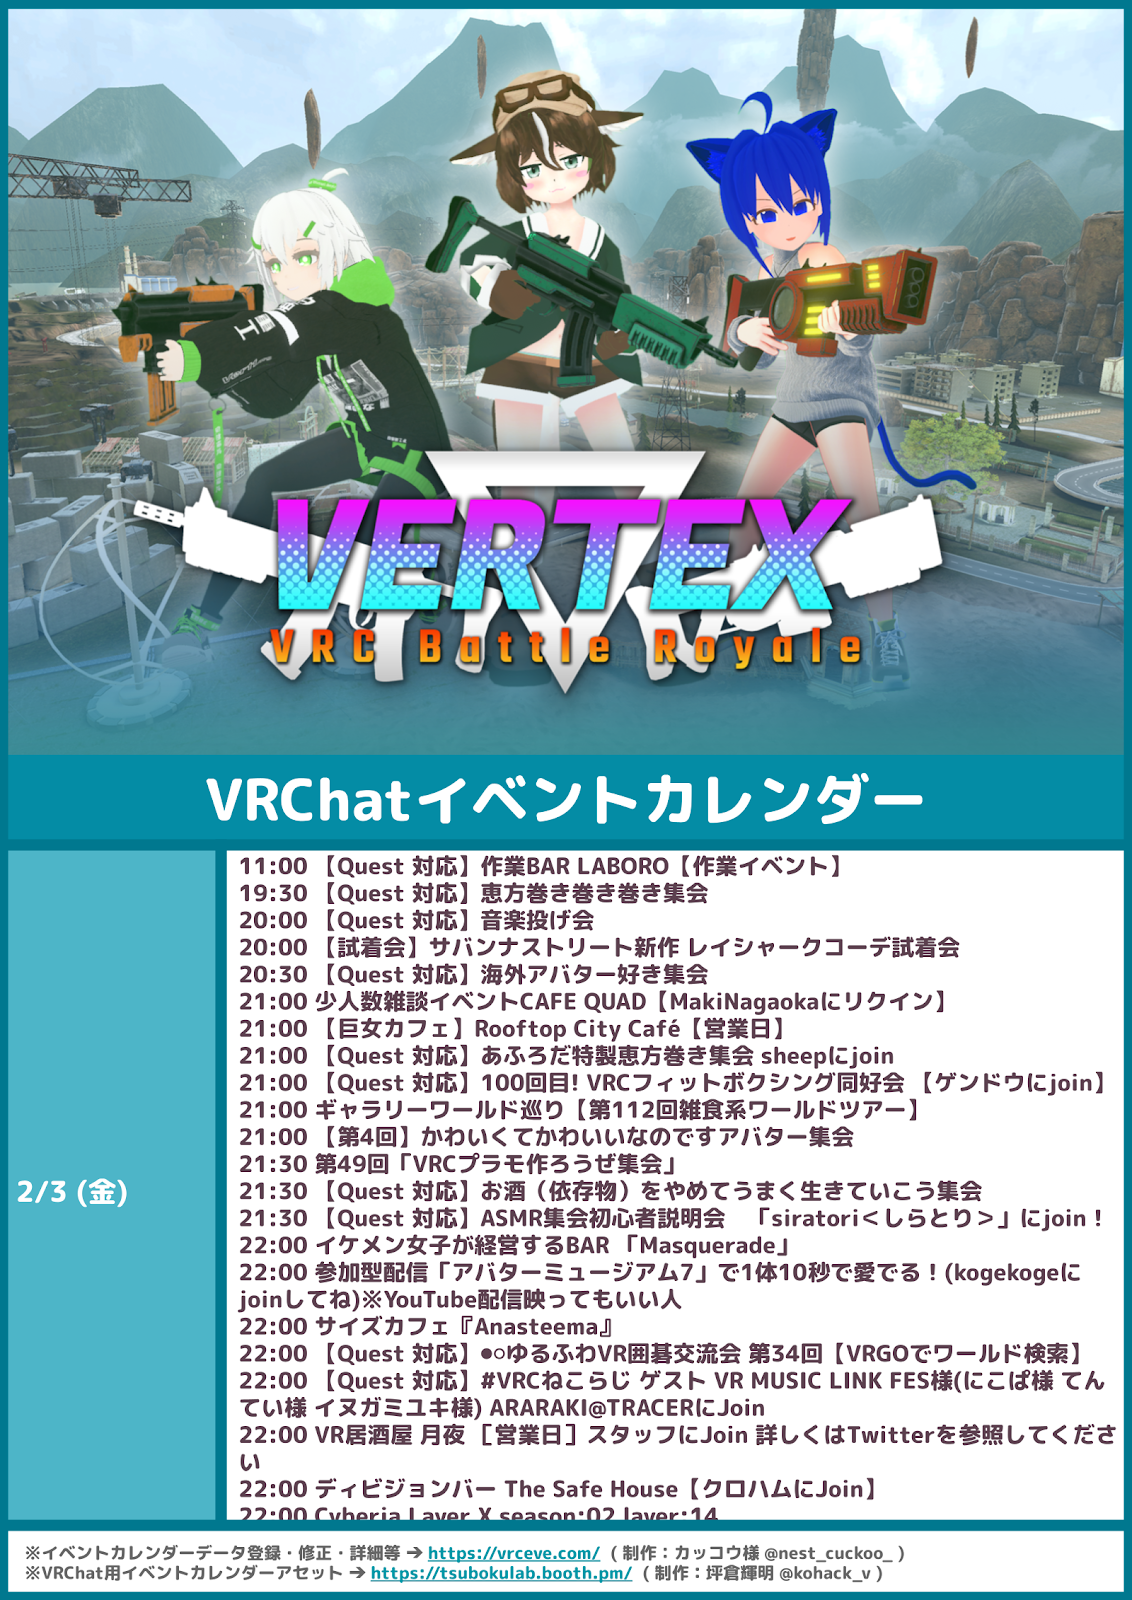 VERTEX
VRC Battle Royale
VRChatイベントカレンダー
2/3 (金)
11:00 【Quest 対応】作業BAR LABORO【作業イベント】
19:30 【Quest 対応】恵方巻き巻き巻き集会
20:00 【Quest 対応】音楽投げ会
20:00 【試着会】サバンナストリート新作 レイシャークコーデ試着会
20:30 【Quest 対応】海外アバター好き集会
21:00 少人数雑談イベントCAFE QUAD【MakiNagaokaにリクイン】
21:00 【巨女カフェ】Rooftop City Café【営業日】
21:00 【Quest 対応】あふろだ特製恵方巻き集会 sheepにjoin
21:00 【Quest 対応】100回目! VRCフィットボクシング同好会 【ゲンドウにjoin】
21:00 ギャラリーワールド巡り【第112回雑食系ワールドツアー】
21:00 【第4回】かわいくてかわいいなのですアバター集会
21:30 第49回「VRCプラモ作ろうぜ集会」
21:30 【Quest 対応】お酒（依存物）をやめてうまく生きていこう集会
21:30 【Quest 対応】ASMR集会初心者説明会　「siratori＜しらとり＞」にjoin！
22:00 イケメン女子が経営するBAR 「Masquerade」
22:00 参加型配信「アバターミュージアム7」で1体10秒で愛でる！(kogekogeに
joinしてね)※YouTube配信映ってもいい人
22:00 サイズカフェ『Anasteema』
22:00 【Quest 対応】●○ゆるふわVR囲碁交流会 第34回【VRGOでワールド検索】
22:00 【Quest 対応】#VRCねこらじ ゲスト VR MUSIC LINK FES様(にこぱ様 てん
てい様 イヌガミユキ様) ARARAKI@TRACERにJoin
22:00 VR居酒屋 月夜 ［営業日］スタッフにJoin 詳しくはTwitterを参照してくださ
い
22:00 ディビジョンバー The Safe House【クロハムにJoin】
22:00 Cyberia Layer X season:02 layer:14
※イベントカレンダーデータ登録・修正・詳細等 ➔ https://vrceve.com/ ( 制作：カッコウ様 @nest_cuckoo_ )
※VRChat用イベントカレンダーアセット ➔ https://tsubokulab.booth.pm/ ( 制作：坪倉輝明 @kohack_v )